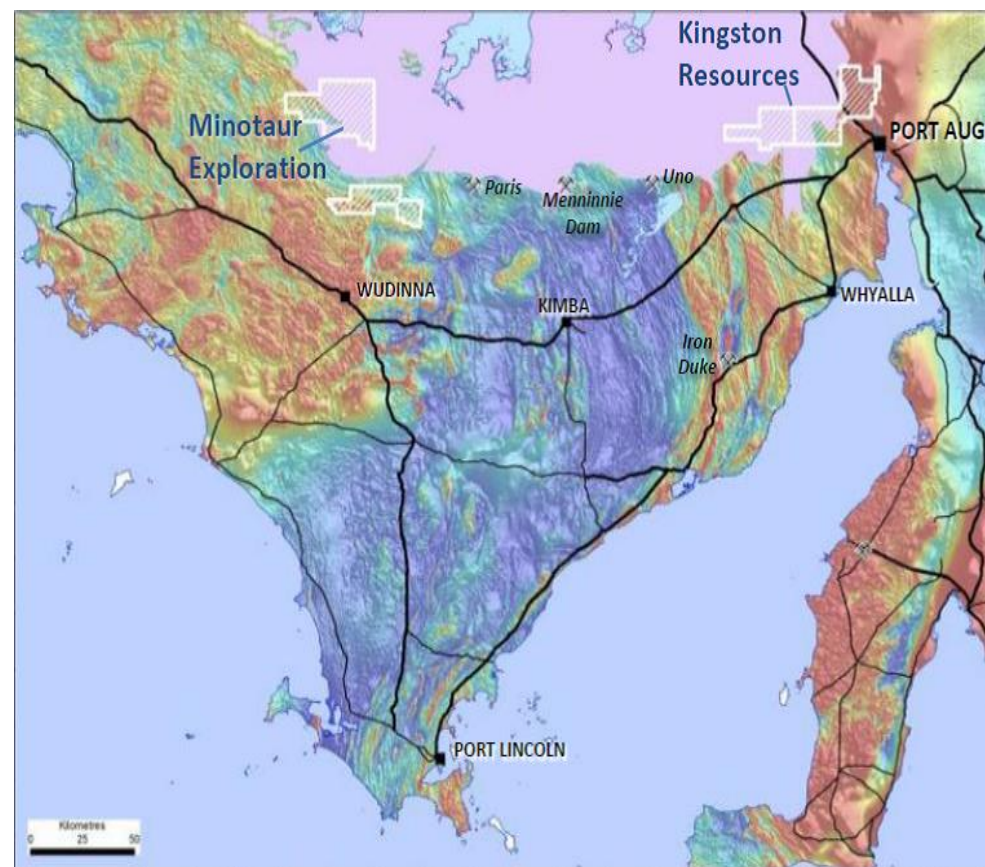 Kingston
Resources
Minotaur
Exploration
PORT AUG
Paris
Menninnie
Dam
Uno
WUDINNA
KIMBA
WHYALLA
Iron
Duke
PORT LINCOLN
Kilometres
0 25 50